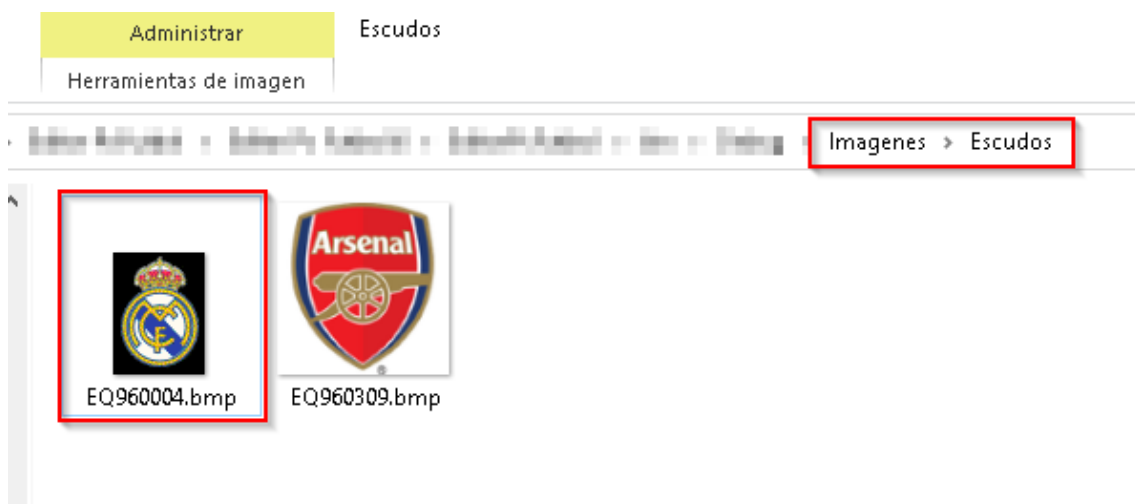 Administrar
Escudos
Herramientas de imagen
Imagenes > Escudos
Arsenal
EQ960004.bmp
EQ960309.bmp